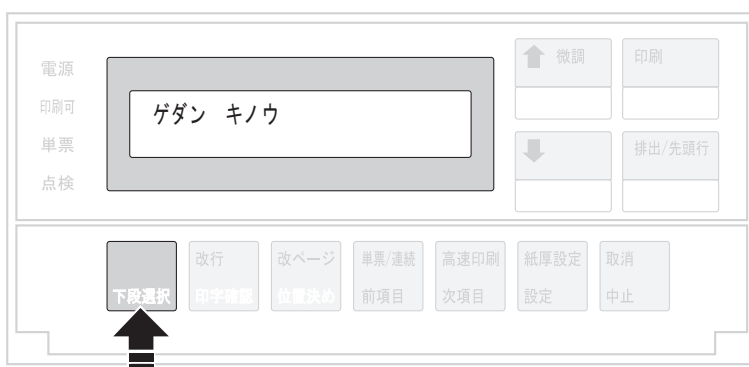 電源
印刷可
単票
点検
ゲダン キノウ
微調
印刷
排出/先頭行
下段選択
改行
印字確認
改ページ
位置決め
単票/連続
前項目
高速印刷
次項目
紙厚設定
設定
取消
中止